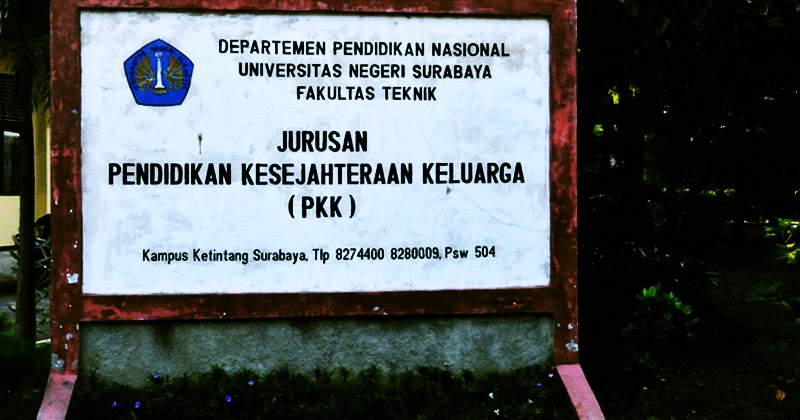 DEPARTEMEN PENDIDIKAN NASIONAL
UNIVERSITAS NEGERI SURABAYA
FAKULTAS TEKNIK
JURUSAN
PENDIDIKAN KESEJAHTERAAN KELUARGA
( PKK )
Kampus Ketintang Surabaya, Tlp 8274400 8280009, Psw 504